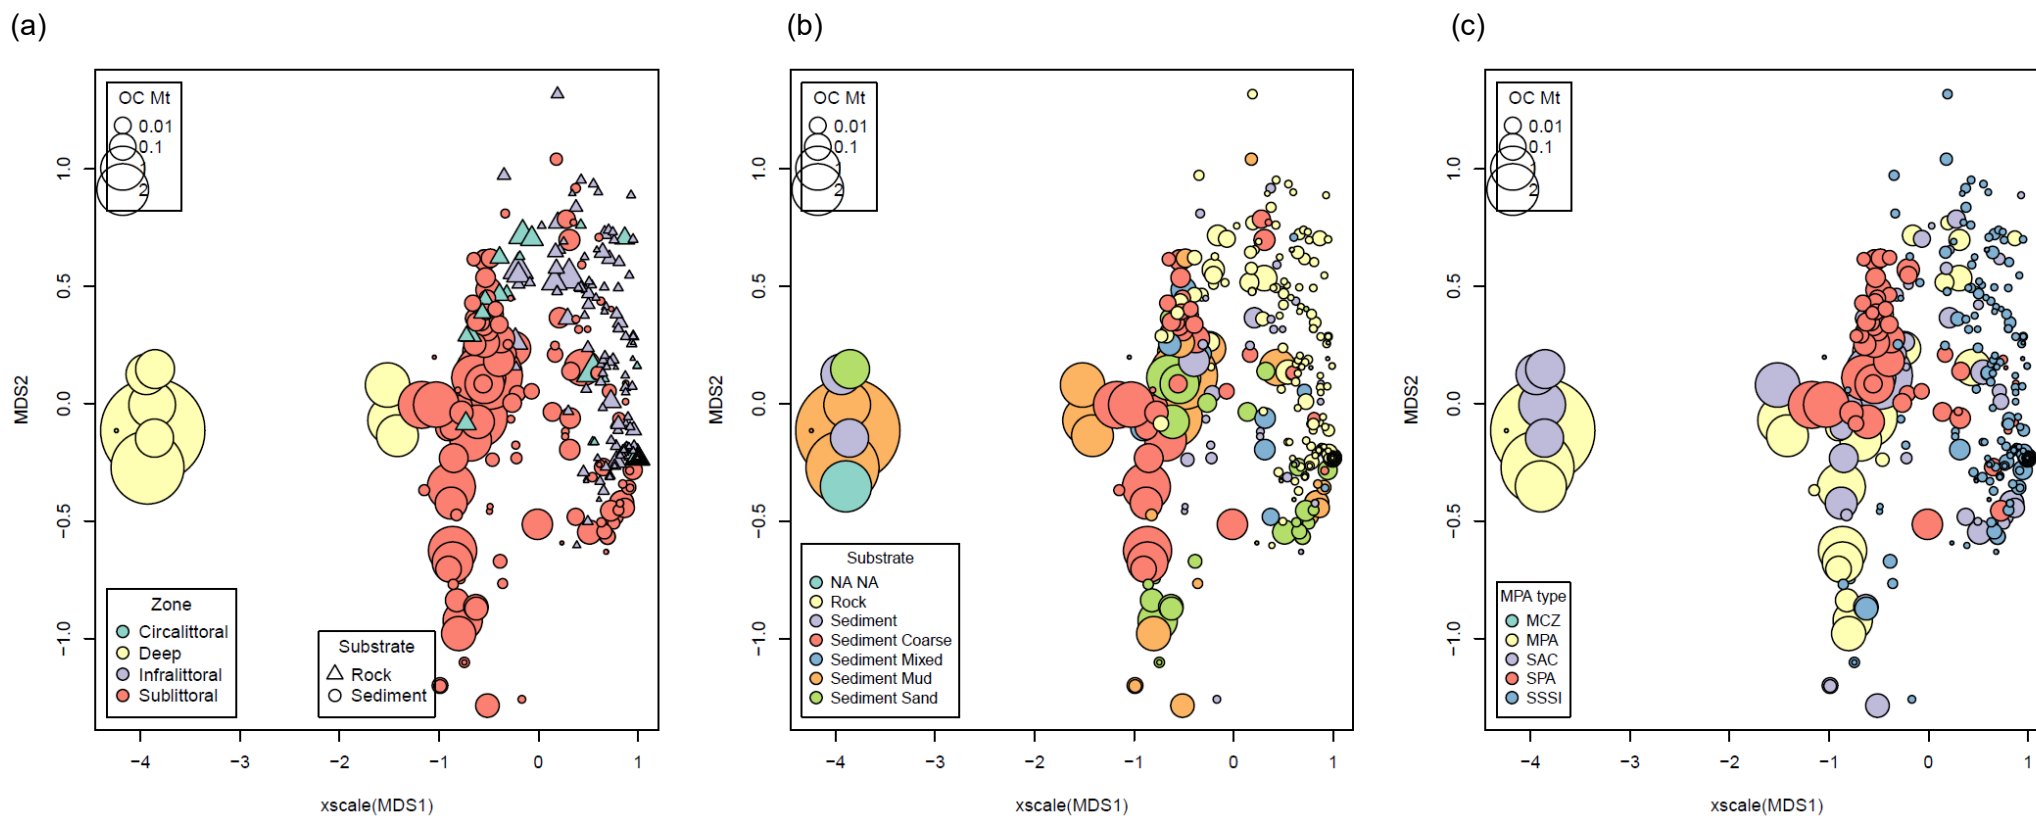 (a)
(b)
(c)
OC Mt
0.01
0.1
1
2
Zone
Circalittoral
Deep
Infralittoral
Sublittoral
Substrate
Rock
Sediment
MDS2
1.0
0.5
0.0
−0.5
−1.0
−4
−3
−2
−1
0
1
xscale(MDS1)
OC Mt
0.01
0.1
1
2
Substrate
NA NA
Rock
Sediment
Sediment Coarse
Sediment Mixed
Sediment Mud
Sediment Sand
MDS2
1.0
0.5
0.0
−0.5
−1.0
−4
−3
−2
−1
0
1
xscale(MDS1)
OC Mt
0.01
0.1
1
2
MPA type
MCZ
MPA
SAC
SPA
SSSI
MDS2
1.0
0.5
0.0
−0.5
−1.0
−4
−3
−2
−1
0
1
xscale(MDS1)